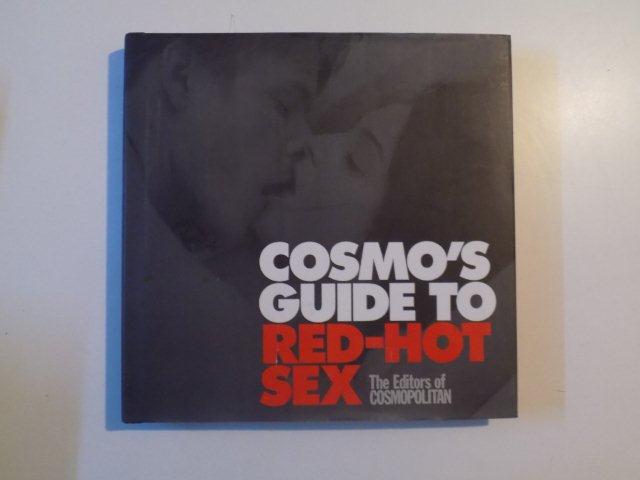 COSMO'S
GUIDE TO
RED-HOT
SEX
The Editors of
COSMOPOLITAN